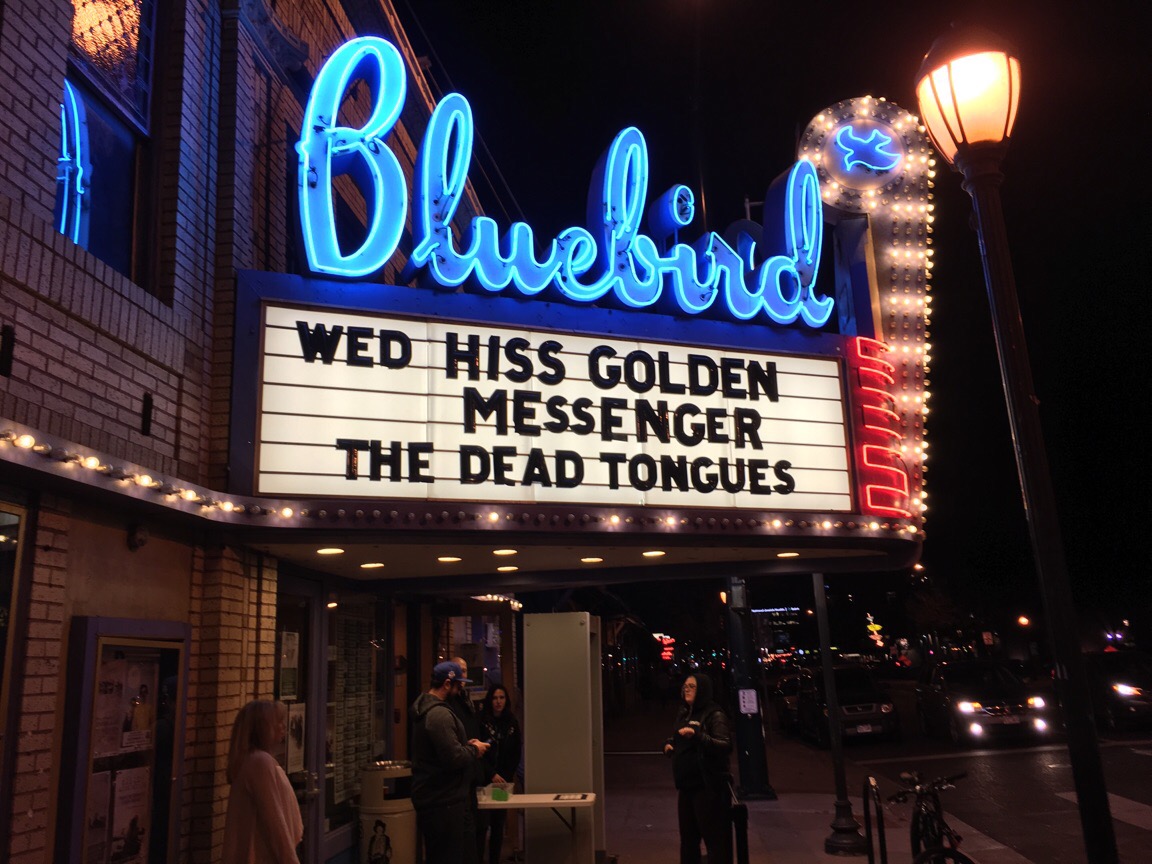 Bluebird
WED HISS GOLDEN
MESSENGER
THE DEAD TONGUES